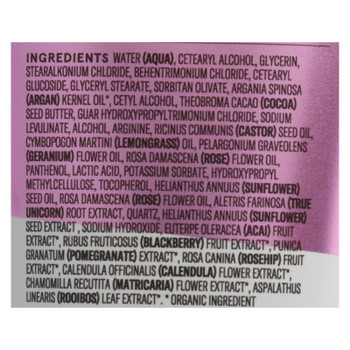 INGREDIENTS WATER (AQUA), CETEARYL ALCOHOL, GLYCERIN,
STEARALKONIUM CHLORIDE, BEHENTRIMONIUM CHLORIDE, CETEARYL
GLUCOSIDE, GLYCERYL STEARATE, SORBITAN OLIVATE, ARGANIA SPINOSA
(ARGAN) KERNEL OIL*, CETYL ALCOHOL, THEOBROMA CACAO (COCOA)
SEED BUTTER, GUAR HYDROXYPROPYLTRIMONIUM CHLORIDE, SODIUM
LEVULINATE, ALCOHOL, ARGININE, RICINUS COMMUNIS (CASTOR) SEED OIL,
CYMBOPOGON MARTINI (LEMONGRASS) OIL, PELARGONIUM GRAVEOLENS
(GERANIUM) FLOWER OIL, ROSA DAMASCENA (ROSE) FLOWER OIL,
PANTHENOL, LACTIC ACID, POTASSIUM SORBATE, HYDROXYPROPYL
METHYLCELLULOSE, TOCOPHEROL, HELIANTHUS ANNUUS (SUNFLOWER)
SEED OIL, ROSA DAMASCENA (ROSE) FLOWER OIL, ALETRIS FARINOSA (TRUE
UNICORN) ROOT EXTRACT, QUARTZ, HELIANTHUS ANNUUS (SUNFLOWER)
SEED EXTRACT , SODIUM HYDROXIDE, EUTERPE OLERACEA (ACAI) FRUIT
EXTRACT*, RUBUS FRUTICOSUS (BLACKBERRY) FRUIT EXTRACT*, PUNICA
GRANATUM (POMEGRANATE) EXTRACT*, ROSA CANINA (ROSEHIP) FRUIT
EXTRACT*, CALENDULA OFFICINALIS (CALENDULA) FLOWER EXTRACT*,
CHAMOMILLA RECUTITA (MATRICARIA) FLOWER EXTRACT*, ASPALATHUS
LINEARIS (ROOIBOS) LEAF EXTRACT*. * ORGANIC INGREDIENT